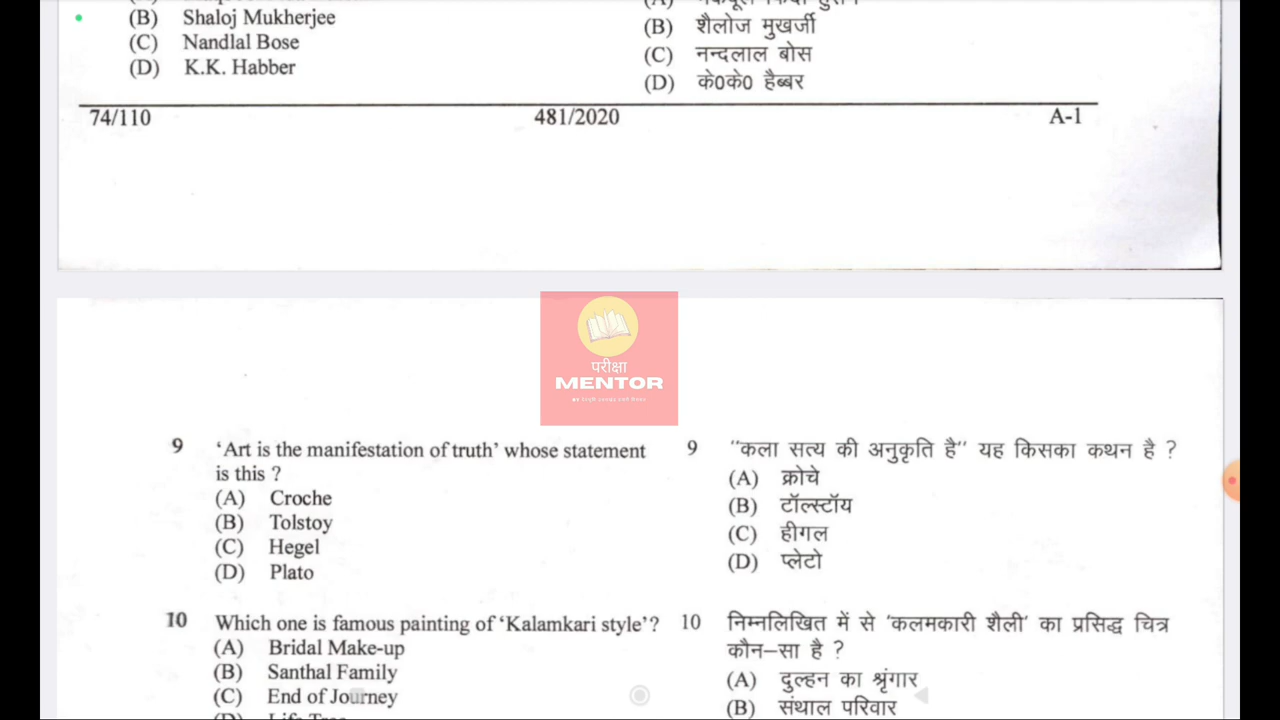 (B) Shaloj Mukherjee
(C) Nandlal Bose
(D) K.K. Habber
(B) शैलोज मुखर्जी
(C) नन्दलाल बोस
(D) के0के0 हैब्बर
74/110 481/2020 A-1
परीक्षा
MENTOR
9 ‘Art is the manifestation of truth’ whose statement
is this ?
(A) Croche
(B) Tolstoy
(C) Hegel
(D) Plato
9 "कला सत्य की अनुकृति है" यह किसका कथन है ?
(A) क्रोचे
(B) टॉल्स्टॉय
(C) हीगल
(D) प्लेटो
10 Which one is famous painting of ‘Kalamkari style’?
(A) Bridal Make-up
(B) Santhal Family
(C) End of Journey
(D) Life Tree
10 निम्नलिखित में से 'कलमकारी शैली' का प्रसिद्ध चित्र
कौन–सा है ?
(A) दुल्हन का श्रृंगार
(B) संथाल परिवार